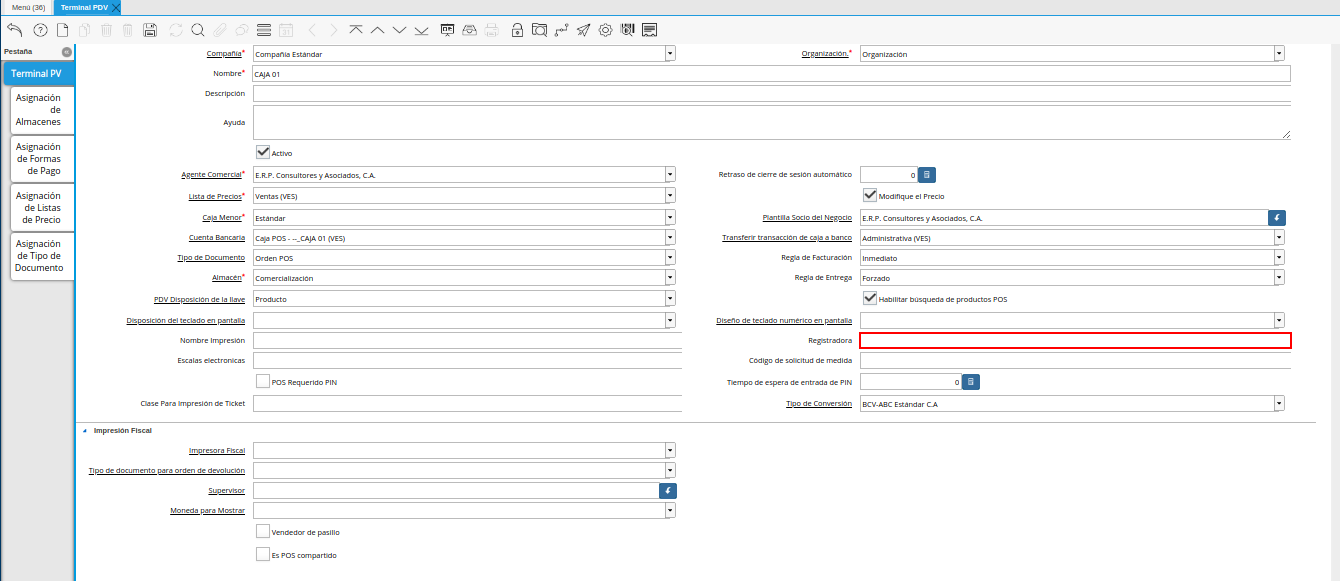 Menú (36) Terminal PDV
Pestaña
Terminal PV
Asignación
de
Almacenes
Asignación
de Formas
de Pago
Asignación
de Listas
de Precio
Asignación
de Tipo de
Documento
Compañía* Compañia Estándar Organización.* Organización
Nombre* CAJA 01
Descripción
Ayuda
Activo
Agente Comercial* E.R.P. Consultores y Asociados, C.A. Retraso de cierre de sesión automático 0
Lista de Precios* Ventas (VES) Modifique el Precio
Caja Menor* Estándar Plantilla Socio del Negocio E.R.P. Consultores y Asociados, C.A.
Cuenta Bancaria Caja POS - --_CAJA 01 (VES) Transferir transacción de caja a banco Administrativa (VES)
Tipo de Documento Orden POS Regla de Facturación Inmediato
Almacén* Comercialización Regla de Entrega Forzado
PDV Disposición de la llave Producto Habilitar búsqueda de productos POS
Disposición del teclado en pantalla Diseño de teclado numérico en pantalla
Nombre Impresión Registradora
Escalas electronicas Código de solicitud de medida
POS Requerido PIN Tiempo de espera de entrada de PIN 0
Clase Para Impresión de Ticket Tipo de Conversión BCV-ABC Estándar C.A
Impresión Fiscal
Impresora Fiscal
Tipo de documento para orden de devolución
Supervisor
Moneda para Mostrar
Vendedor de pasillo
Es POS compartido